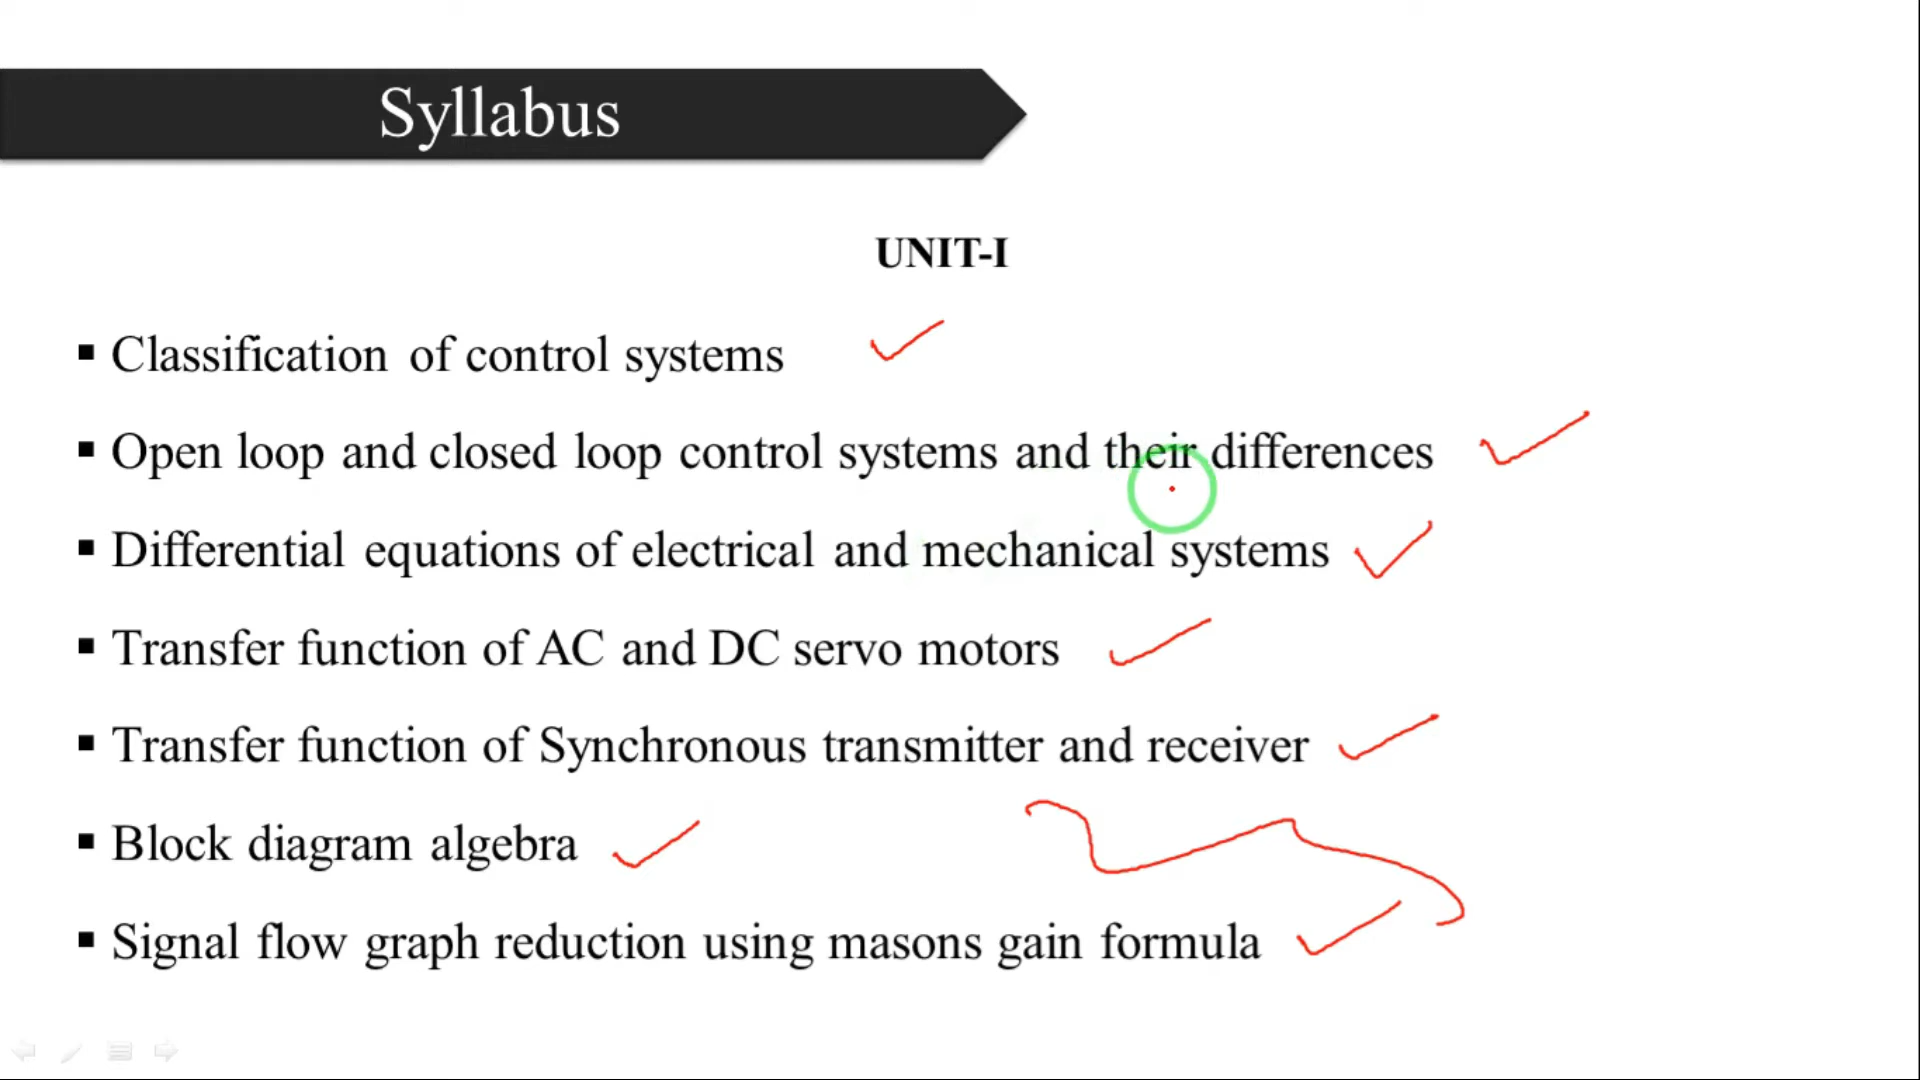 Syllabus
UNIT-I
▪ Classification of control systems
▪ Open loop and closed loop control systems and their differences
▪ Differential equations of electrical and mechanical systems
▪ Transfer function of AC and DC servo motors
▪ Transfer function of Synchronous transmitter and receiver
▪ Block diagram algebra
▪ Signal flow graph reduction using masons gain formula